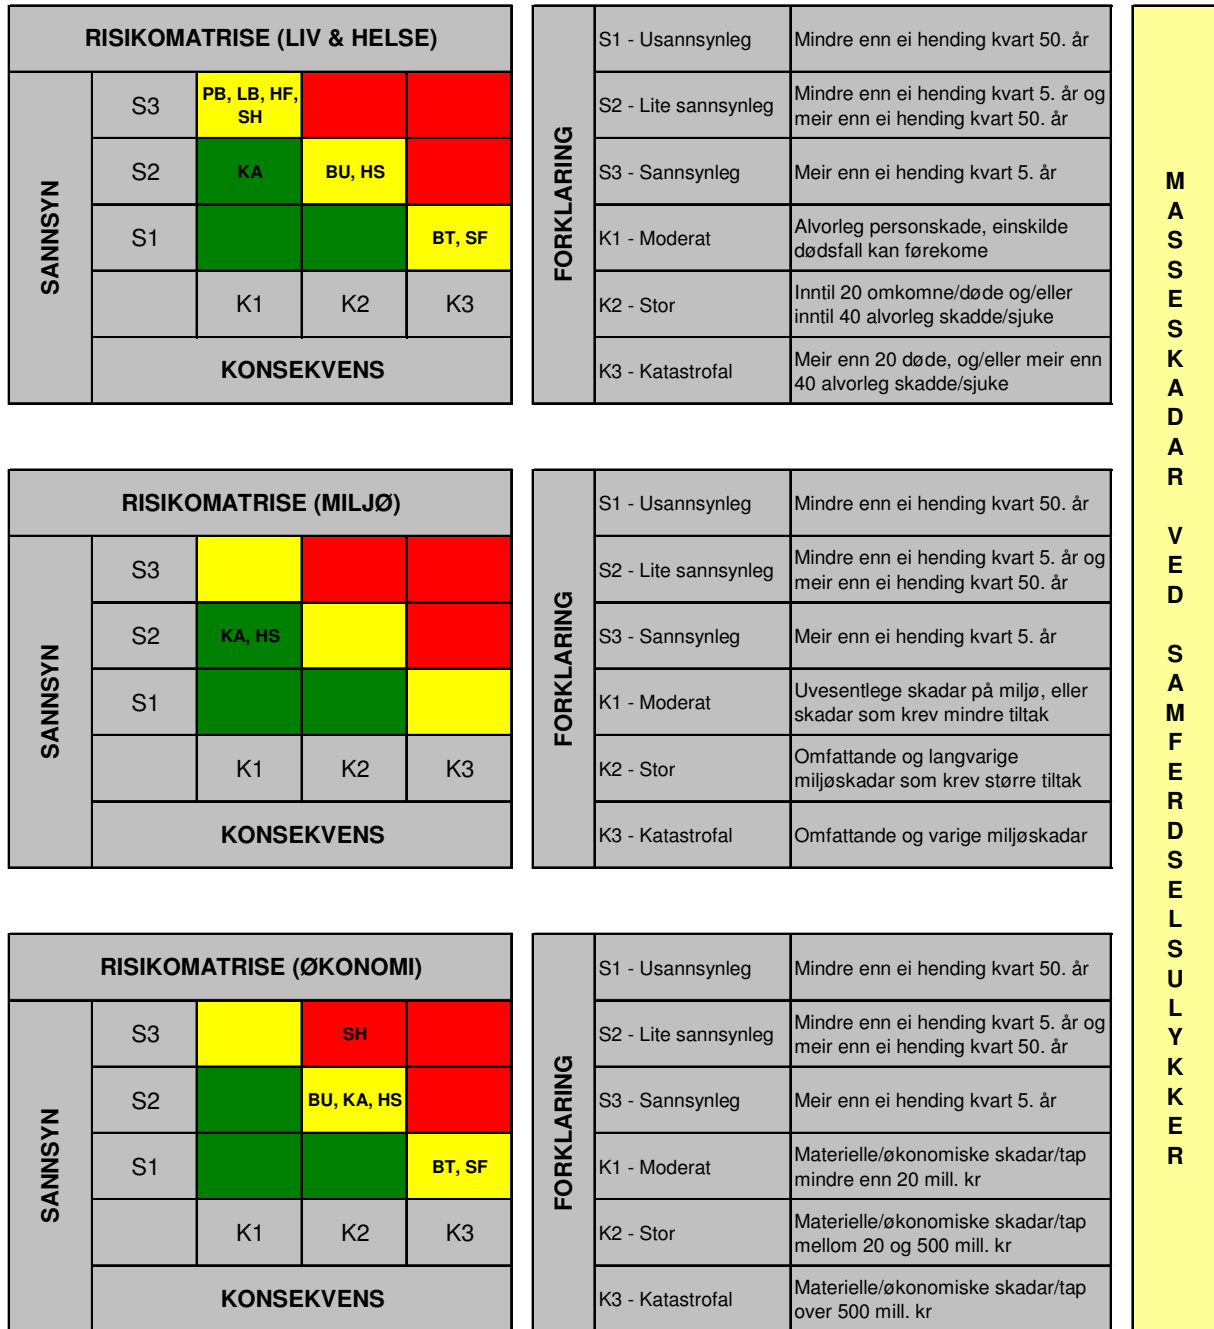 RISIKOMATRISE (LIV & HELSE)
SANNSYN
S3
PB, LB, HF,
SH
S2
KA
BU, HS
S1
BT, SF
K1
K2
K3
KONSEKVENS
FORKLARING
S1 - Usannsynleg
Mindre enn ei hending kvart 50. år
S2 - Lite sannsynleg
Mindre enn ei hending kvart 5. år og
meir enn ei hending kvart 50. år
S3 - Sannsynleg
Meir enn ei hending kvart 5. år
K1 - Moderat
Alvorleg personskade, einskilde
dødsfall kan førekome
K2 - Stor
Inntil 20 omkomne/døde og/eller
inntil 40 alvorleg skadde/sjuke
K3 - Katastrofal
Meir enn 20 døde, og/eller meir enn
40 alvorleg skadde/sjuke
RISIKOMATRISE (MILJØ)
SANNSYN
S3
S2
KA, HS
S1
K1
K2
K3
KONSEKVENS
FORKLARING
S1 - Usannsynleg
Mindre enn ei hending kvart 50. år
S2 - Lite sannsynleg
Mindre enn ei hending kvart 5. år og
meir enn ei hending kvart 50. år
S3 - Sannsynleg
Meir enn ei hending kvart 5. år
K1 - Moderat
Uvesentlege skadar på miljø, eller
skadar som krev mindre tiltak
K2 - Stor
Omfattande og langvarige
miljøskadar som krev større tiltak
K3 - Katastrofal
Omfattande og varige miljøskadar
RISIKOMATRISE (ØKONOMI)
SANNSYN
S3
SH
S2
BU, KA, HS
S1
BT, SF
K1
K2
K3
KONSEKVENS
FORKLARING
S1 - Usannsynleg
Mindre enn ei hending kvart 50. år
S2 - Lite sannsynleg
Mindre enn ei hending kvart 5. år og
meir enn ei hending kvart 50. år
S3 - Sannsynleg
Meir enn ei hending kvart 5. år
K1 - Moderat
Materielle/økonomiske skadar/tap
mindre enn 20 mill. kr
K2 - Stor
Materielle/økonomiske skadar/tap
mellom 20 og 500 mill. kr
K3 - Katastrofal
Materielle/økonomiske skadar/tap
over 500 mill. kr
MASSESKADAR VED SAMFERDSELSULYKKER